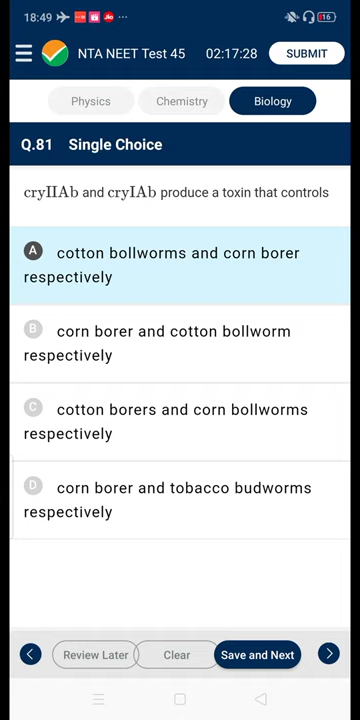 18:49
16
NTA NEET Test 45 02:17:28 SUBMIT
Physics Chemistry Biology
Q.81 Single Choice
cryIIAb and cryIAb produce a toxin that controls
A cotton bollworms and corn borer
respectively
B corn borer and cotton bollworm
respectively
C cotton borers and corn bollworms
respectively
D corn borer and tobacco budworms
respectively
Review Later Clear Save and Next